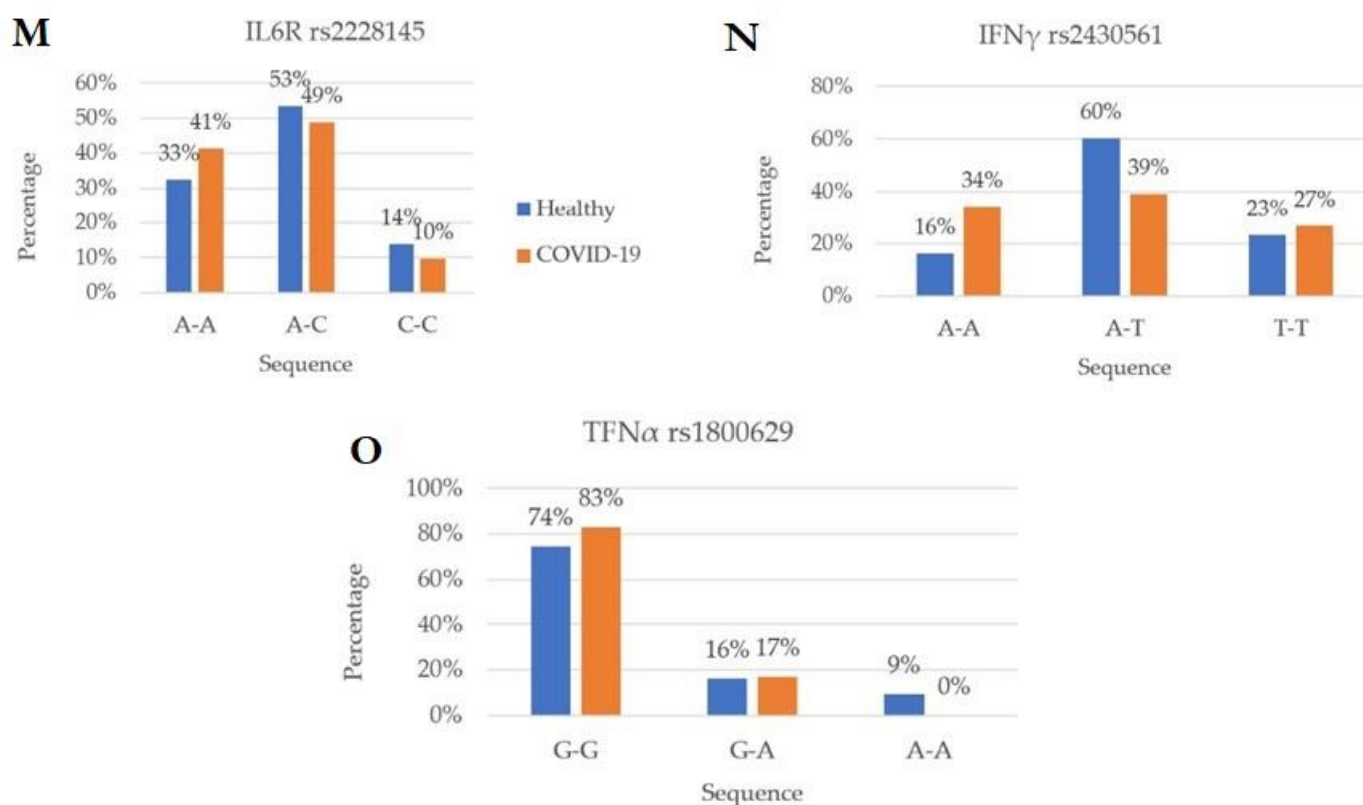 M
IL6R rs2228145
60%
50%
40%
30%
20%
10%
0%
Percentage
33%
41%
53%
49%
14%
10%
A-A A-C C-C
Sequence
Healthy
COVID-19
N
IFNγ rs2430561
80%
60%
40%
20%
0%
Percentage
16%
34%
60%
39%
23%
27%
A-A A-T T-T
Sequence
O
TFNα rs1800629
100%
80%
60%
40%
20%
0%
Percentage
74%
83%
16%
17%
9%
0%
G-G G-A A-A
Sequence